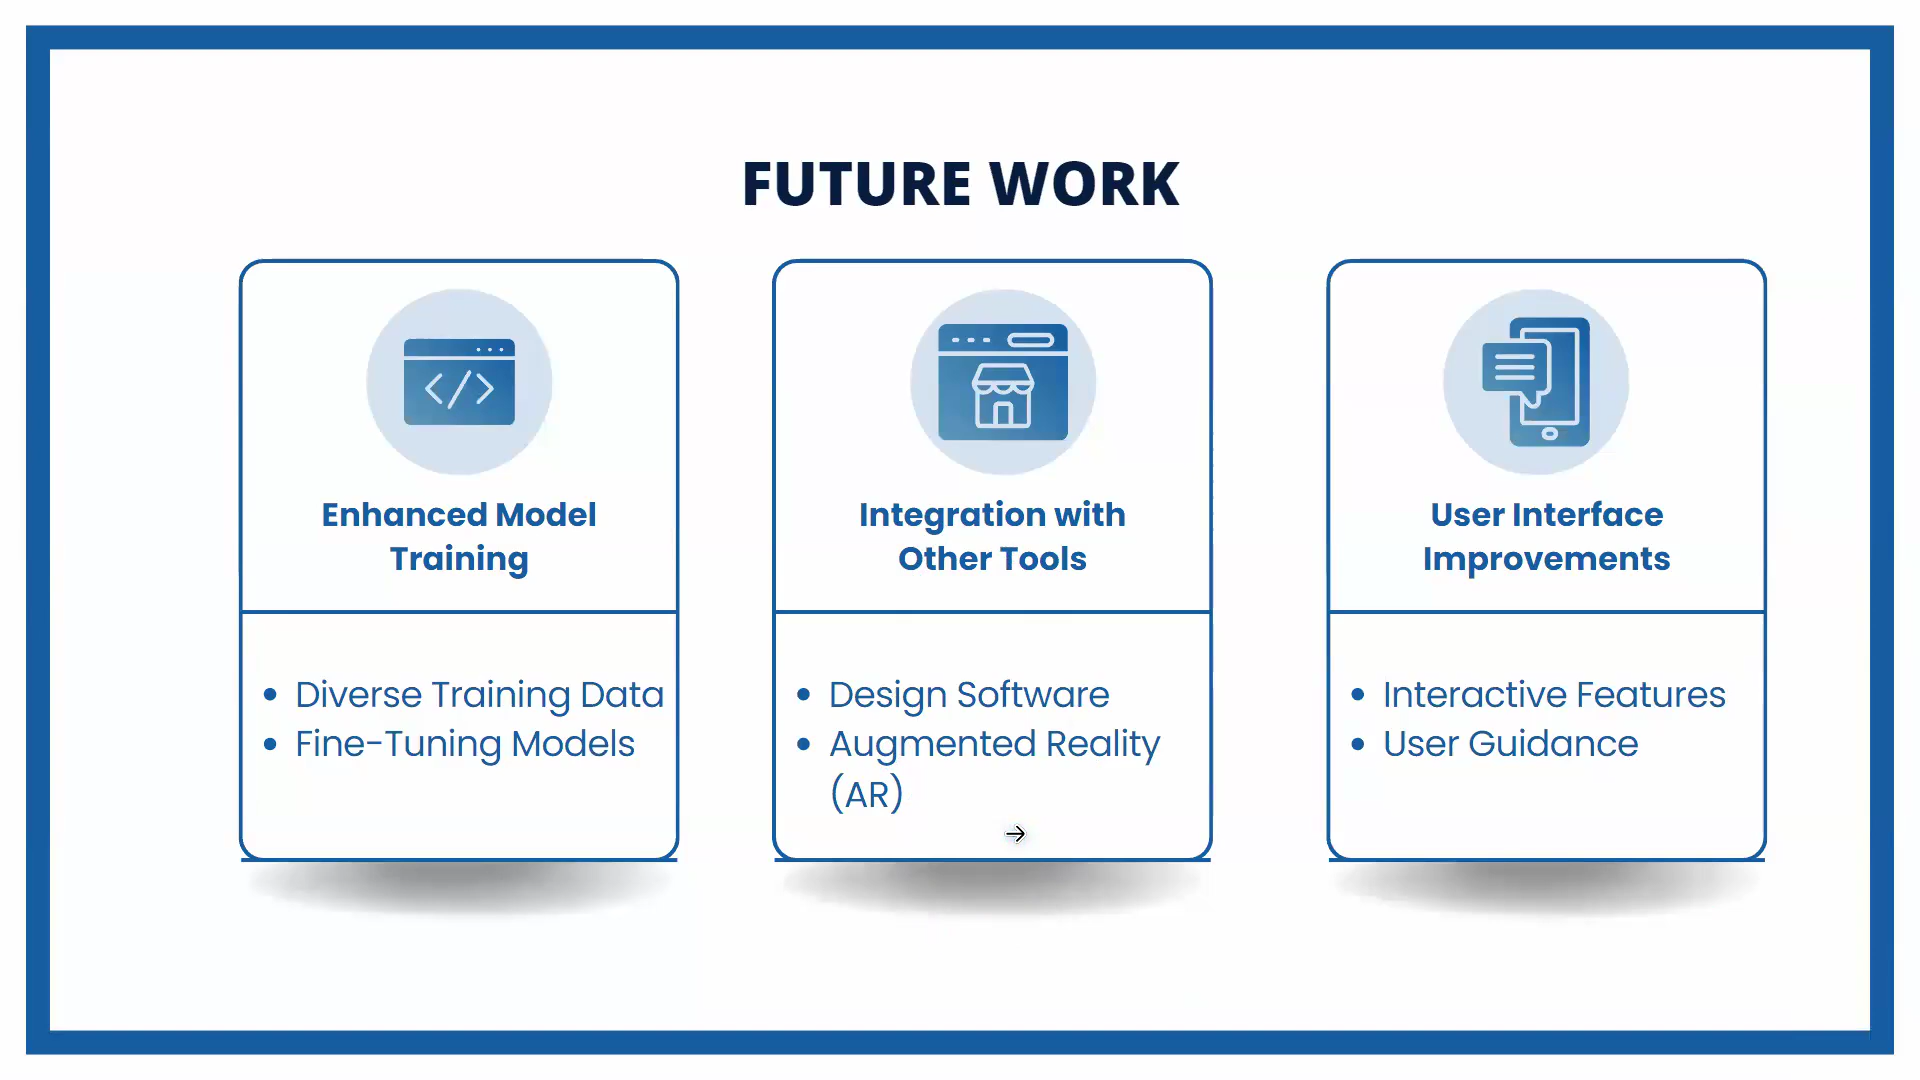 FUTURE WORK
Enhanced Model
Training
• Diverse Training Data
• Fine-Tuning Models
Integration with
Other Tools
• Design Software
• Augmented Reality
(AR)
User Interface
Improvements
• Interactive Features
• User Guidance